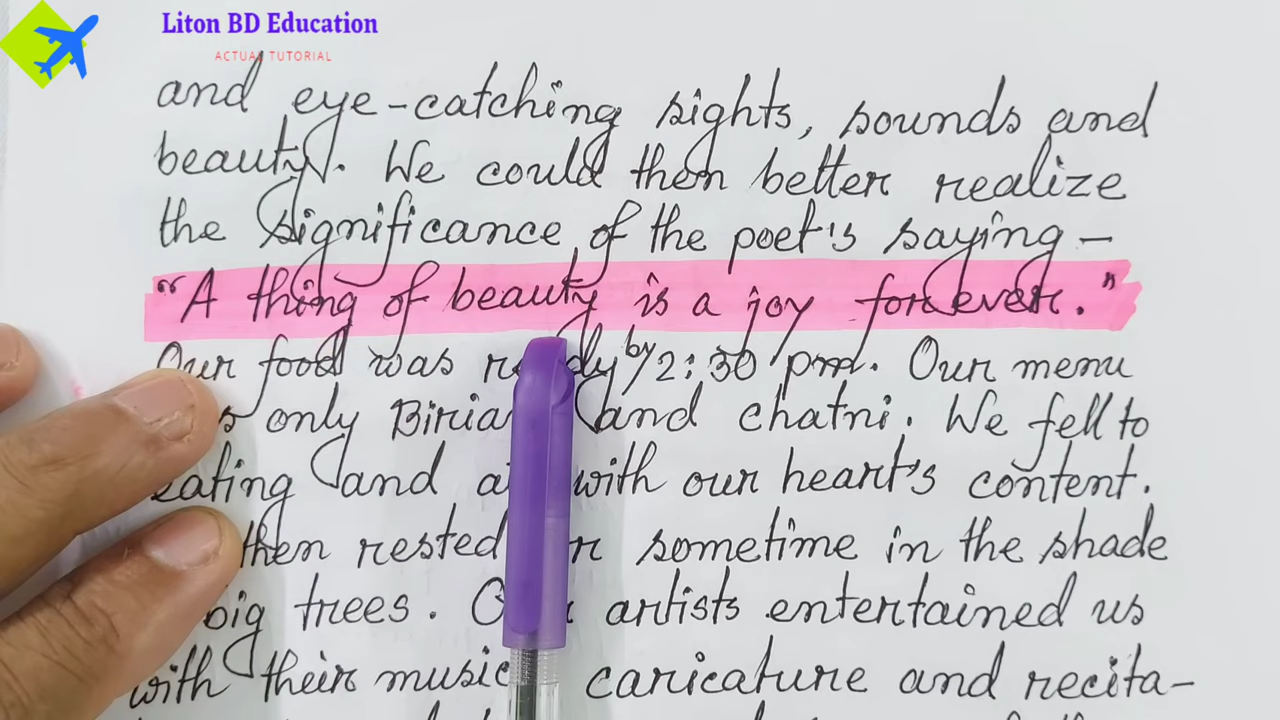 Liton BD Education
ACTUAL TUTORIAL
and eye-catching sights, sounds and
beauty. We could then better realize
the significance of the poet's saying -
"A thing of beauty is a joy forever."
Our food was by 2:30 pm. Our menu
only and chatni. We fell to
eating and with our heart's content.
then rested sometime in the shade
big trees. artists entertained us
with their music caricature and recita-